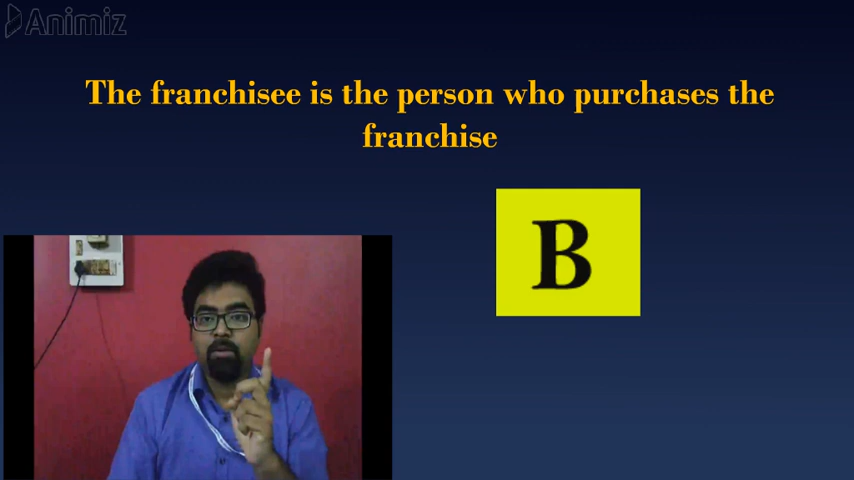 Animiz
The franchisee is the person who purchases the
franchise
B